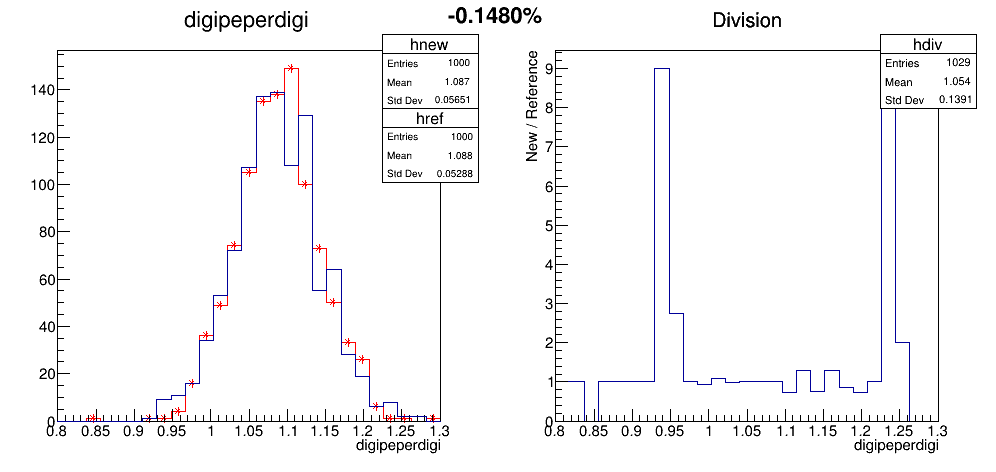 -0.1480%
digipeperdigi
hnew
Entries 1000
Mean 1.087
Std Dev 0.05651
href
Entries 1000
Mean 1.088
Std Dev 0.05288
140
120
100
80
60
40
20
0
0.8 0.85 0.9 0.95 1 1.05 1.1 1.15 1.2 1.25 1.3
digipeperdigi
Division
hdiv
Entries 1029
Mean 1.054
Std Dev 0.1391
New / Reference
9
8
7
6
5
4
3
2
1
0
0.8 0.85 0.9 0.95 1 1.05 1.1 1.15 1.2 1.25 1.3
digipeperdigi